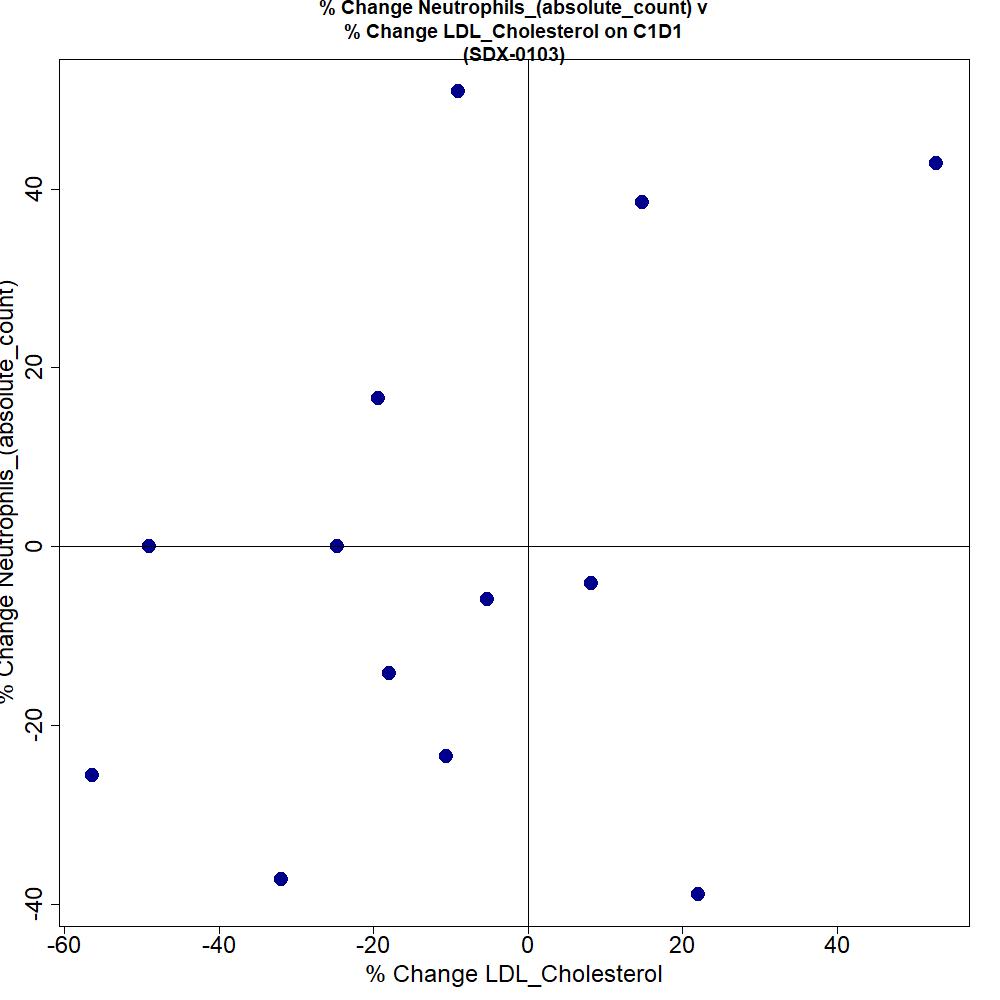 % Change Neutrophils_(absolute_count) v
% Change LDL_Cholesterol on C1D1
(SDX-0103)
% Change Neutrophils_(absolute_count)
40
20
0
-20
-40
-60
-40
-20
0
20
40
% Change LDL_Cholesterol